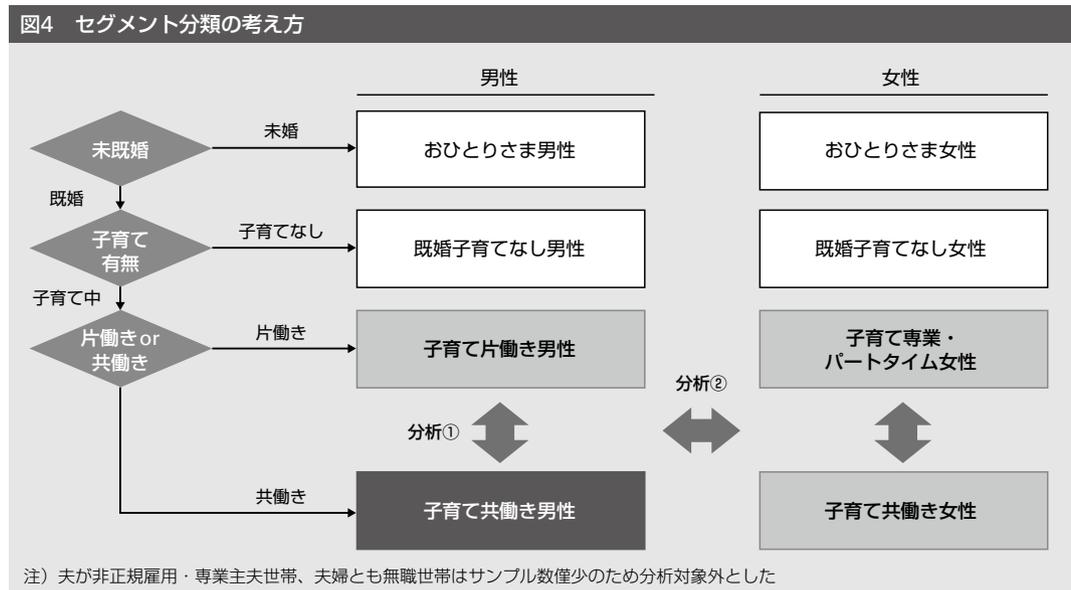 図4　セグメント分類の考え方
男性
女性
未既婚
未婚
おひとりさま男性
おひとりさま女性
既婚
子育て
有無
子育てなし
既婚子育てなし男性
既婚子育てなし女性
子育て中
片働きor
共働き
片働き
子育て片働き男性
子育て専業・
パートタイム女性
分析②
分析①
共働き
子育て共働き男性
子育て共働き女性
注）夫が非正規雇用・専業主夫世帯、夫婦とも無職世帯はサンプル数僅少のため分析対象外とした